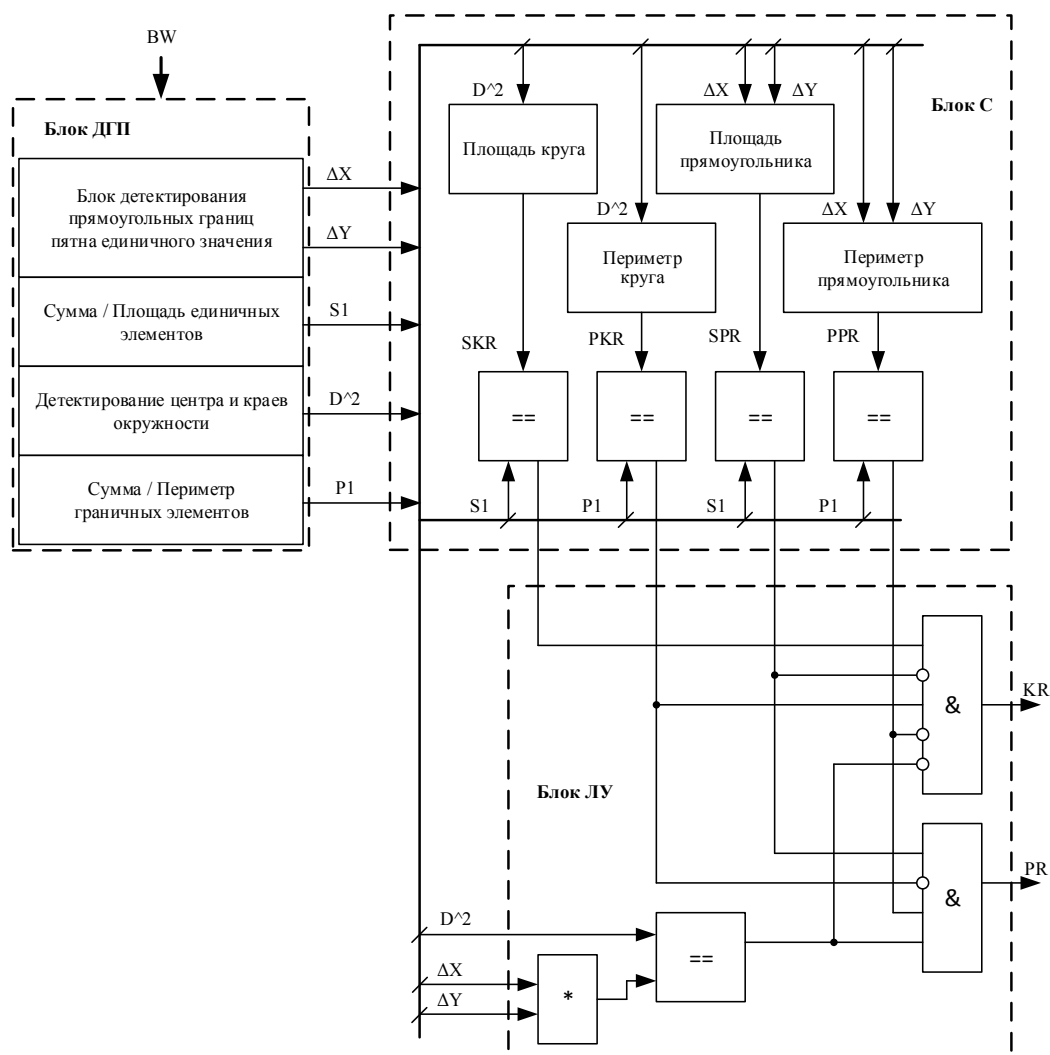 BW
Блок ДГП
Блок детектирования
прямоугольных границ
пятна единичного значения
Сумма / Площадь единичных
элементов
Детектирование центра и краев
окружности
Сумма / Периметр
граничных элементов
ΔX
ΔY
S1
D^2
P1
Блок С
D^2
ΔX
ΔY
Площадь круга
Площадь
прямоугольника
D^2
ΔX
ΔY
Периметр
круга
Периметр
прямоугольника
SKR
PKR
SPR
PPR
==
==
==
==
S1
P1
S1
P1
&
KR
Блок ЛУ
&
PR
D^2
==
ΔX
ΔY
*